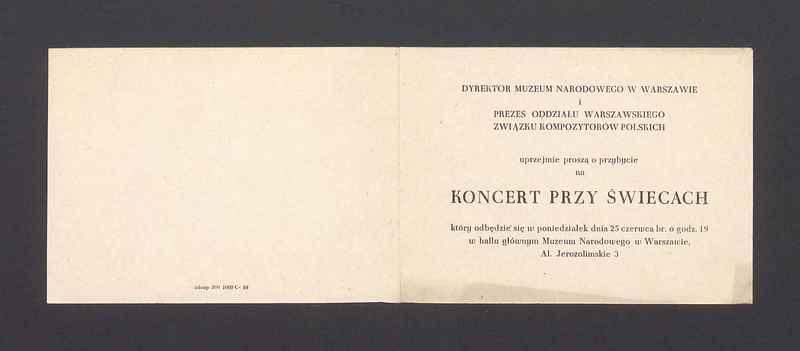 DYREKTOR MUZEUM NARODOWEGO W WARSZAWIE
i
PREZES ODDZIAŁU WARSZAWSKIEGO
ZWIĄZKU KOMPOZYTORÓW POLSKICH
uprzejmie proszą o przybycie
na
KONCERT PRZY ŚWIECACH
który odbędzie się w poniedziałek dnia 25 czerwca br. o godz. 19
w hallu głównym Muzeum Narodowego w Warszawie,
Al. Jerozolimskie 3